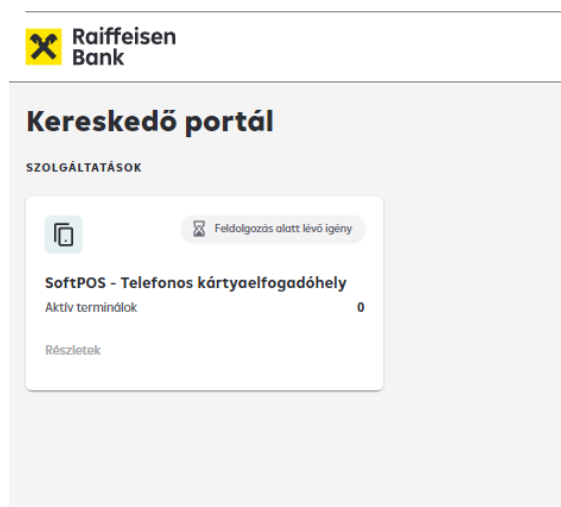 Raiffeisen
Bank
Kereskedő portál
SZOLGÁLTATÁSOK
Feldolgozás alatt lévő igény
SoftPOS - Telefonos kártyaelfogadóhely
Aktív terminálok 0
Részletek